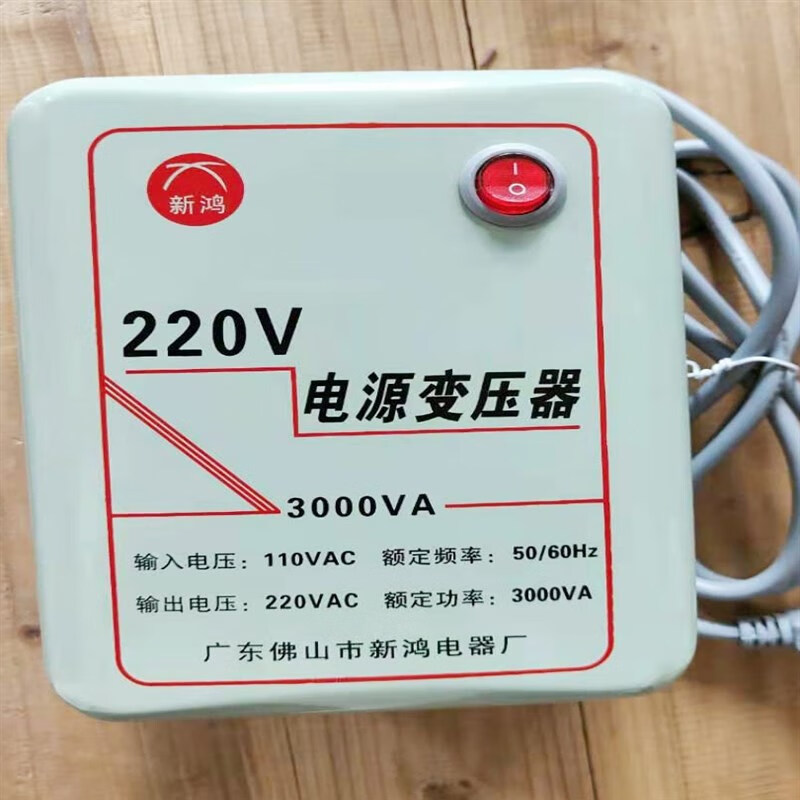 新鸿
220V
电源变压器
3000VA
输入电压：110VAC 额定频率：50/60Hz
输出电压：220VAC 额定功率：3000VA
广东佛山市新鸿电器厂